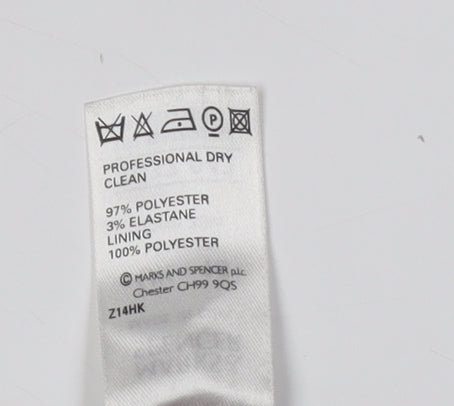 P
PROFESSIONAL DRY
CLEAN
97% POLYESTER
3% ELASTANE
LINING
100% POLYESTER
© MARKS AND SPENCER p.l.c.
Chester CH99 9QS
Z14HK